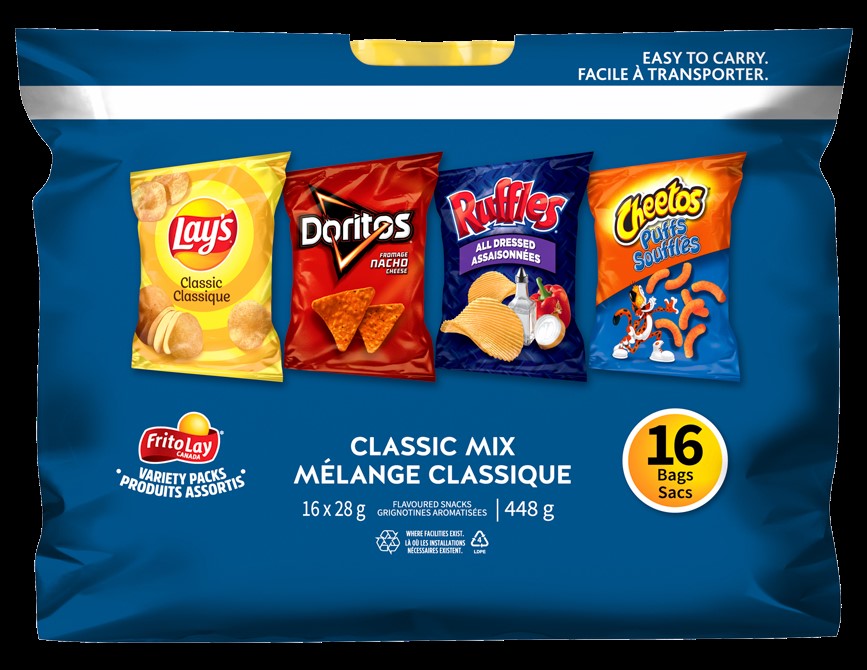 EASY TO CARRY.
FACILE À TRANSPORTER.
Lay's
Classic
Classique
Doritos
FROMAGE
NACHO
CHEESE
Ruffles
ALL DRESSED
ASSAISONNÉES
Cheetos
Puffs
Soufflés
Frito Lay
CANADA
• VARIETY PACKS •
PRODUITS ASSORTIS
CLASSIC MIX
MÉLANGE CLASSIQUE
16 x 28 g
FLAVOURED SNACKS
GRIGNOTINES AROMATISÉES
448 g
16
Bags
Sacs
WHERE FACILITIES EXIST.
LÀ OÙ LES INSTALLATIONS
NÉCESSAIRES EXISTENT.
4
LDPE